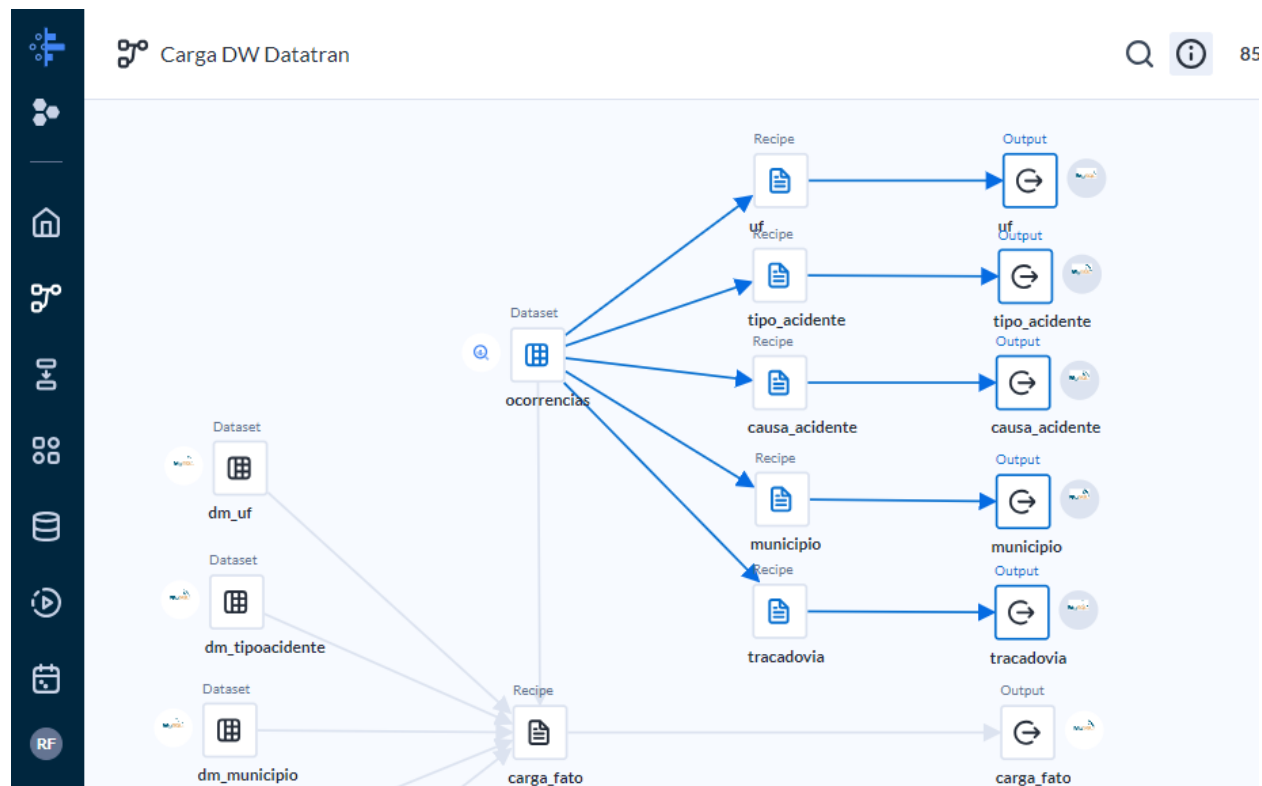 Carga DW Datatran
85
Recipe
Output
uf
uf
Recipe
Output
tipo_acidente
tipo_acidente
Dataset
Recipe
Output
ocorrencias
causa_acidente
causa_acidente
Dataset
Recipe
Output
dm_uf
municipio
municipio
Dataset
Recipe
Output
dm_tipoacidente
tracadovia
tracadovia
Dataset
Recipe
Output
RF
dm_municipio
carga_fato
carga_fato